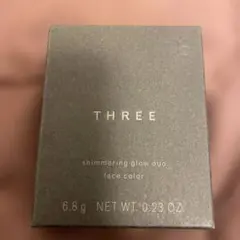 THREE
shimmering glow duo
face color
6.8 g NET WT. 0.23 OZ.